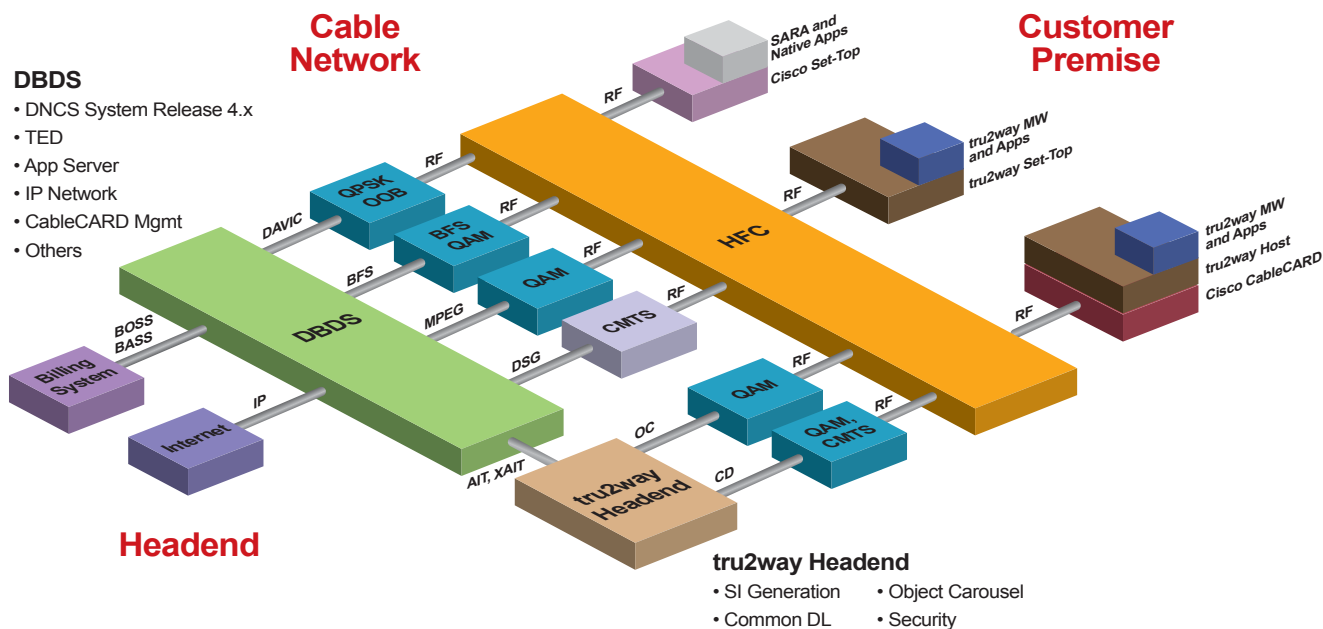 Cable
Network
Customer
Premise
DBDS
• DNCS System Release 4.x
• TED
• App Server
• IP Network
• CableCARD Mgmt
• Others
SARA and
Native Apps
Cisco Set-Top
RF
tru2way MW
and Apps
tru2way Set-Top
RF
tru2way MW
and Apps
tru2way Host
Cisco CableCARD
RF
HFC
DAVIC
QPSK
OOB
RF
BFS
BFS
QAM
RF
MPEG
QAM
RF
DSG
CMTS
RF
DBDS
BOSS
BASS
Billing
System
IP
Internet
AIT, XAIT
tru2way
Headend
OC
QAM
RF
CD
QAM,
CMTS
RF
Headend
tru2way Headend
• SI Generation
• Object Carousel
• Common DL
• Security